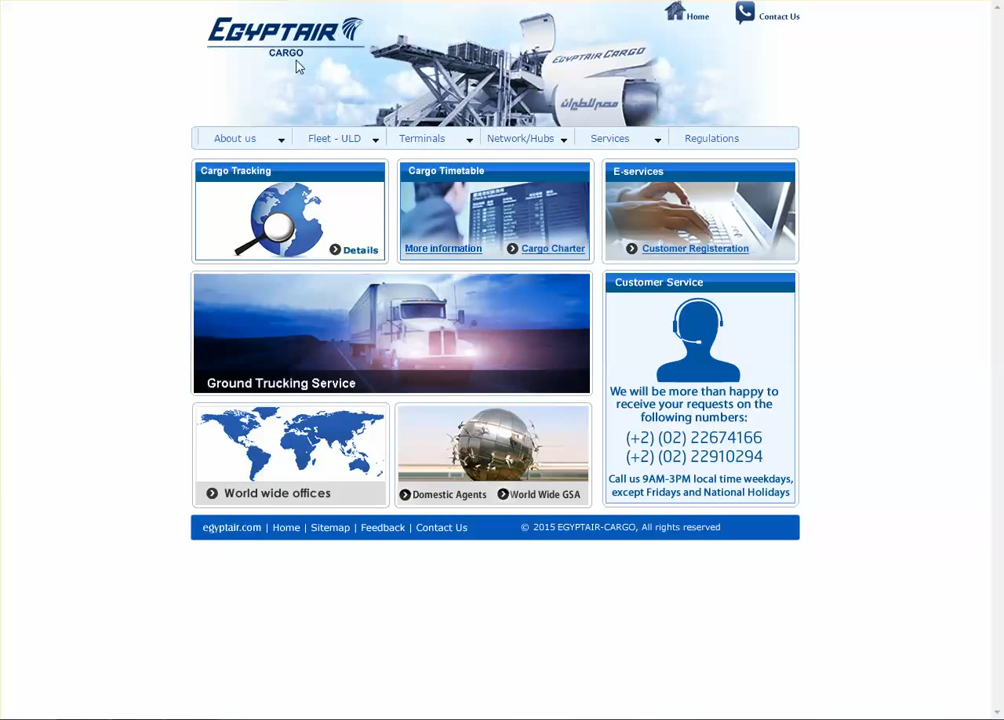 EGYPTAIR
CARGO
Home
Contact Us
EGYPTAIR CARGO
مصر للطيران
About us
Fleet - ULD
Terminals
Network/Hubs
Services
Regulations
Cargo Tracking
Details
Cargo Timetable
More information
Cargo Charter
E-services
Customer Registeration
Ground Trucking Service
Customer Service
We will be more than happy to
receive your requests on the
following numbers:
(+2) (02) 22674166
(+2) (02) 22910294
Call us 9AM-3PM local time weekdays,
except Fridays and National Holidays
World wide offices
Domestic Agents
World Wide GSA
egyptair.com | Home | Sitemap | Feedback | Contact Us
© 2015 EGYPTAIR-CARGO, All rights reserved